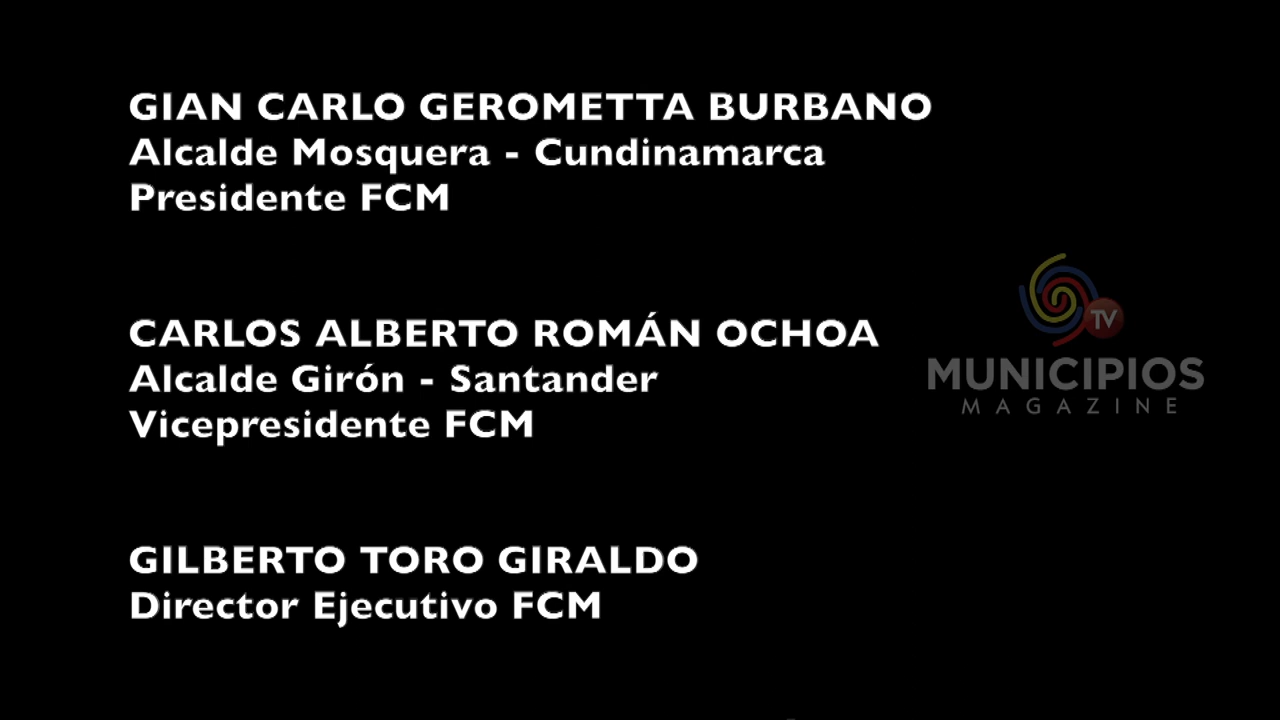 GIAN CARLO GEROMETTA BURBANO
Alcalde Mosquera - Cundinamarca
Presidente FCM
CARLOS ALBERTO ROMÁN OCHOA
Alcalde Girón - Santander
Vicepresidente FCM
GILBERTO TORO GIRALDO
Director Ejecutivo FCM
TV
MUNICIPIOS
MAGAZINE